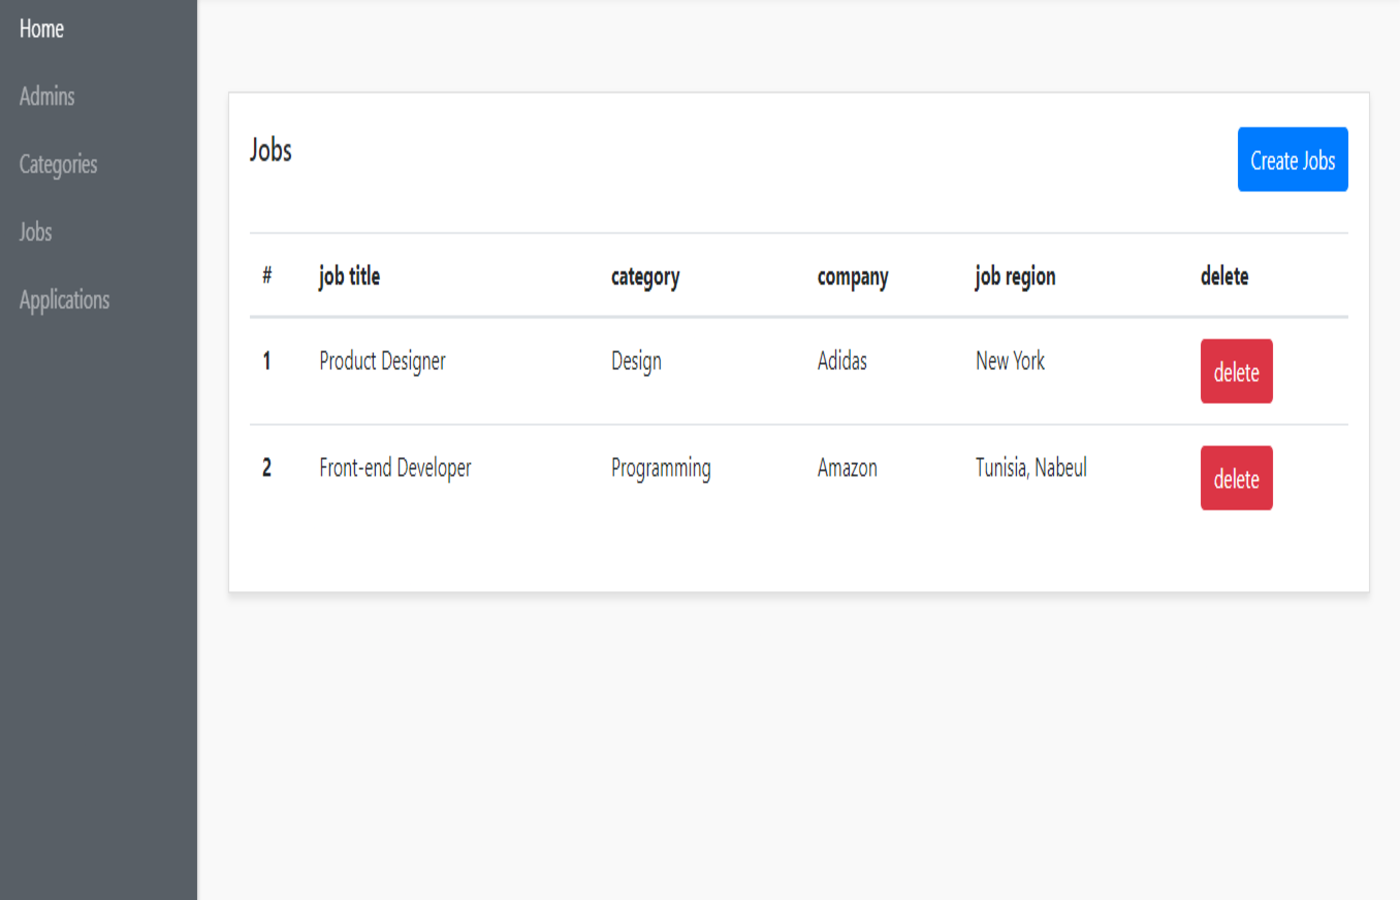 Home
Admins
Categories
Jobs
Applications
Jobs
Create Jobs
# job title category company job region delete
1 Product Designer Design Adidas New York delete
2 Front-end Developer Programming Amazon Tunisia, Nabeul delete